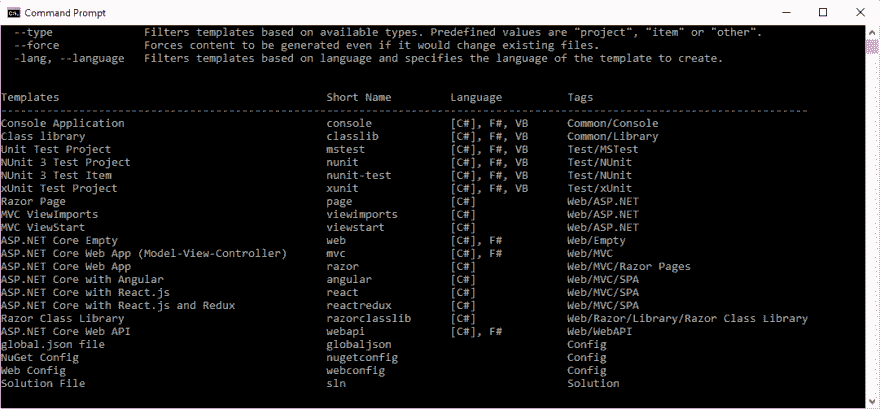 Command Prompt
--type Filters templates based on available types. Predefined values are "project", "item" or "other".
--force Forces content to be generated even if it would change existing files.
-lang, --language Filters templates based on language and specifies the language of the template to create.
Templates Short Name Language Tags
----------------------------------------------------------------------------------------------------------------------------
Console Application console [C#], F#, VB Common/Console
Class library classlib [C#], F#, VB Common/Library
Unit Test Project mstest [C#], F#, VB Test/MSTest
NUnit 3 Test Project nunit [C#], F#, VB Test/NUnit
NUnit 3 Test Item nunit-test [C#], F#, VB Test/NUnit
xUnit Test Project xunit [C#], F#, VB Test/xUnit
Razor Page page [C#] Web/ASP.NET
MVC ViewImports viewimports [C#] Web/ASP.NET
MVC ViewStart viewstart [C#] Web/ASP.NET
ASP.NET Core Empty web [C#], F# Web/Empty
ASP.NET Core Web App (Model-View-Controller) mvc [C#], F# Web/MVC
ASP.NET Core Web App razor [C#] Web/MVC/Razor Pages
ASP.NET Core with Angular angular [C#] Web/MVC/SPA
ASP.NET Core with React.js react [C#] Web/MVC/SPA
ASP.NET Core with React.js and Redux reactredux [C#] Web/MVC/SPA
Razor Class Library razorclasslib [C#] Web/Razor/Library/Razor Class Library
ASP.NET Core Web API webapi [C#], F# Web/WebAPI
global.json file globaljson Config
NuGet Config nugetconfig Config
Web Config webconfig Config
Solution File sln Solution